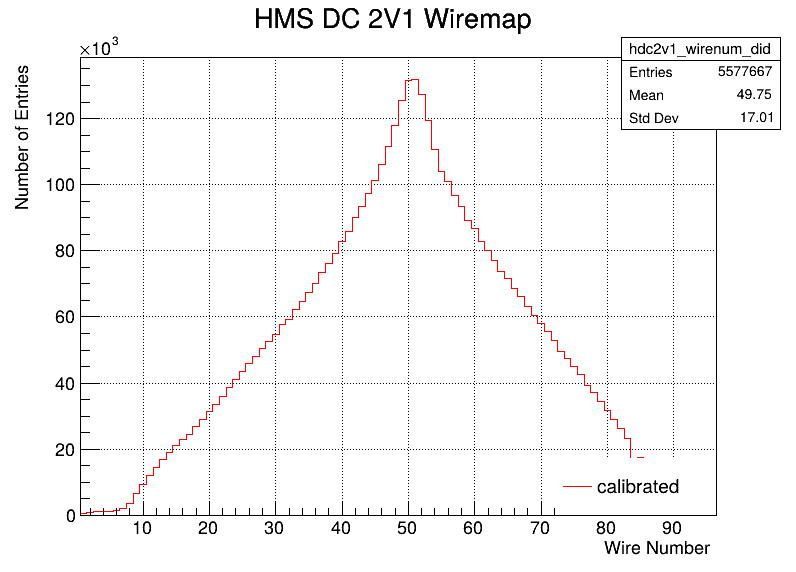 HMS DC 2V1 Wiremap
×10³
hdc2v1_wirenum_did
Entries 5577667
Mean 49.75
Std Dev 17.01
Number of Entries
120
100
80
60
40
20
0
calibrated
10 20 30 40 50 60 70 80 90
Wire Number